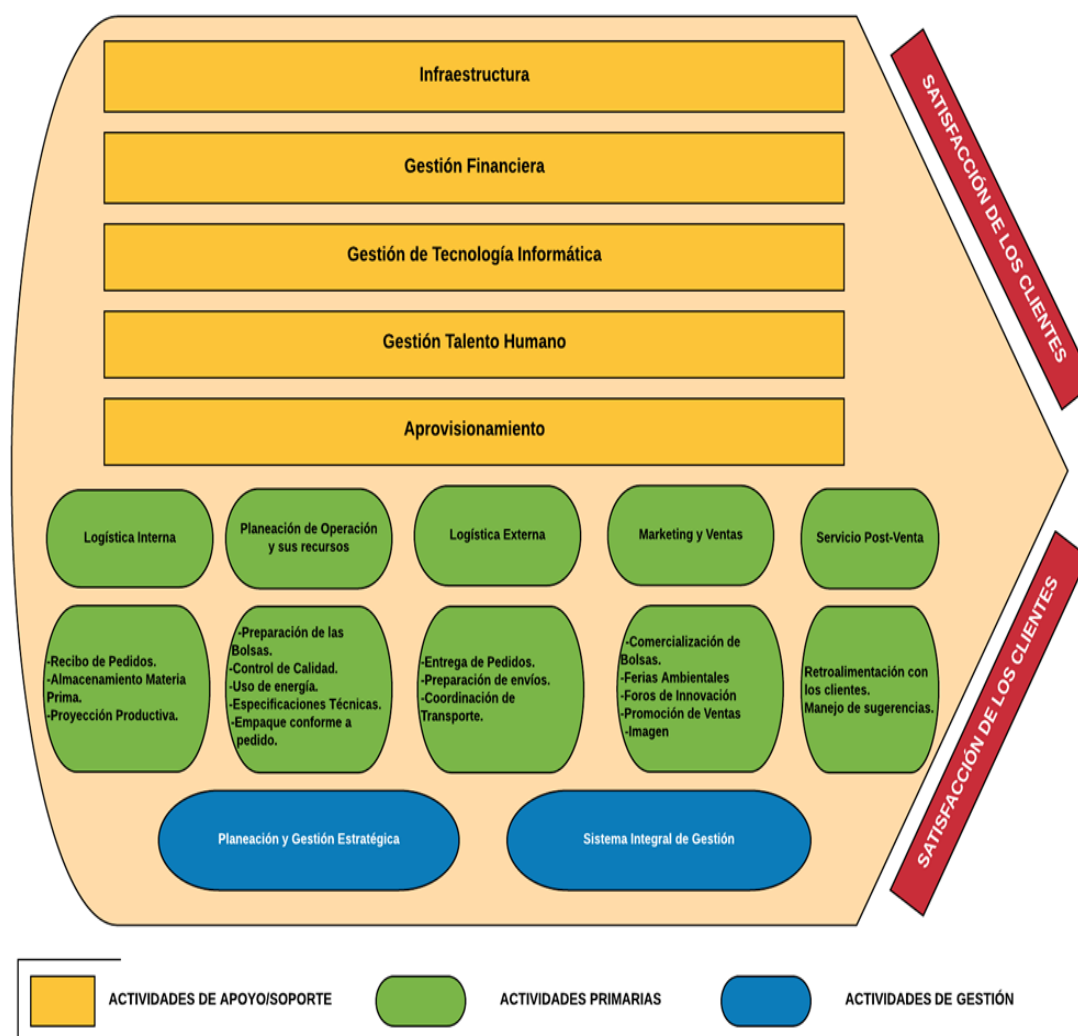 Infraestructura
Gestión Financiera
Gestión de Tecnología Informática
Gestión Talento Humano
Aprovisionamiento
SATISFACCIÓN DE LOS CLIENTES
Logística Interna
Planeación de Operación
y sus recursos
Logística Externa
Marketing y Ventas
Servicio Post-Venta
-Recibo de Pedidos.
-Almacenamiento Materia
Prima.
-Proyección Productiva.
-Preparación de las
Bolsas.
-Control de Calidad.
-Uso de energía.
-Especificaciones Técnicas.
-Empaque conforme a
pedido.
-Entrega de Pedidos.
-Preparación de envíos.
-Coordinación de
Transporte.
-Comercialización de
Bolsas.
-Ferias Ambientales
-Foros de Innovación
-Promoción de Ventas
-Imagen
Retroalimentación con
los clientes.
Manejo de sugerencias.
SATISFACCIÓN DE LOS CLIENTES
Planeación y Gestión Estratégica
Sistema Integral de Gestión
ACTIVIDADES DE APOYO/SOPORTE
ACTIVIDADES PRIMARIAS
ACTIVIDADES DE GESTIÓN